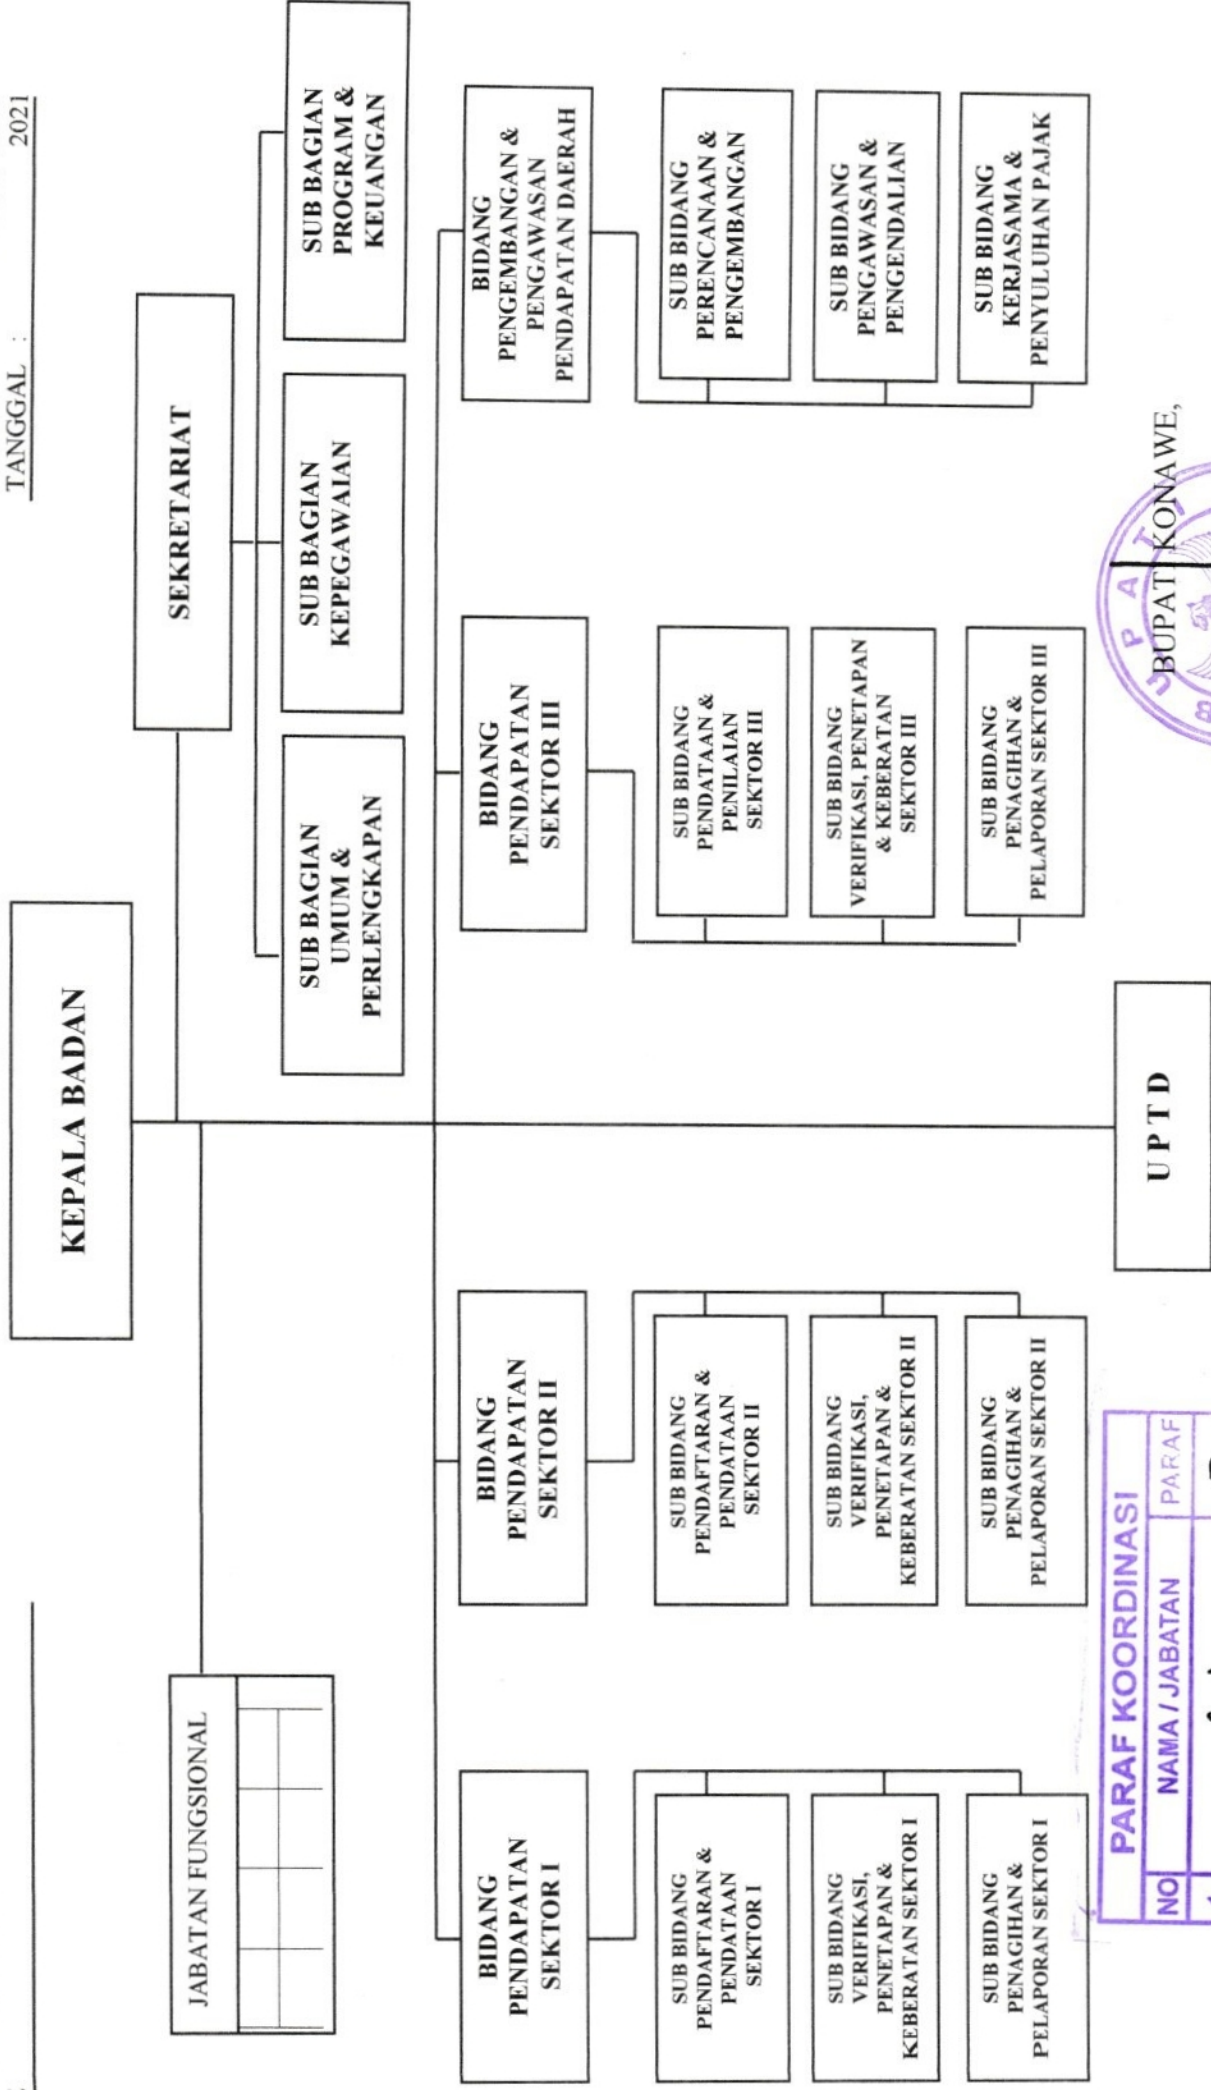 TANGGAL : 2021
KEPALA BADAN
SEKRETARIAT
JABATAN FUNGSIONAL
SUB BAGIAN
UMUM &
PERLENGKAPAN
SUB BAGIAN
KEPEGAWAIAN
SUB BAGIAN
PROGRAM &
KEUANGAN
BIDANG
PENDAPATAN
SEKTOR I
BIDANG
PENDAPATAN
SEKTOR II
BIDANG
PENDAPATAN
SEKTOR III
BIDANG
PENGEMBANGAN &
PENGAWASAN
PENDAPATAN DAERAH
SUB BIDANG
PENDAFTARAN &
PENDATAAN
SEKTOR I
SUB BIDANG
PENDAFTARAN &
PENDATAAN
SEKTOR II
SUB BIDANG
PENDATAAN &
PENILAIAN
SEKTOR III
SUB BIDANG
PERENCANAAN &
PENGEMBANGAN
SUB BIDANG
VERIFIKASI,
PENETAPAN &
KEBERATAN SEKTOR I
SUB BIDANG
VERIFIKASI,
PENETAPAN &
KEBERATAN SEKTOR II
SUB BIDANG
VERIFIKASI, PENETAPAN
& KEBERATAN
SEKTOR III
SUB BIDANG
PENGAWASAN &
PENGENDALIAN
SUB BIDANG
PENAGIHAN &
PELAPORAN SEKTOR I
SUB BIDANG
PENAGIHAN &
PELAPORAN SEKTOR II
SUB BIDANG
PENAGIHAN &
PELAPORAN SEKTOR III
SUB BIDANG
KERJASAMA &
PENYULUHAN PAJAK
UPTD
PARAF KOORDINASI
NO NAMA / JABATAN PARAF
BUPATI KONAWE,
BUPATI